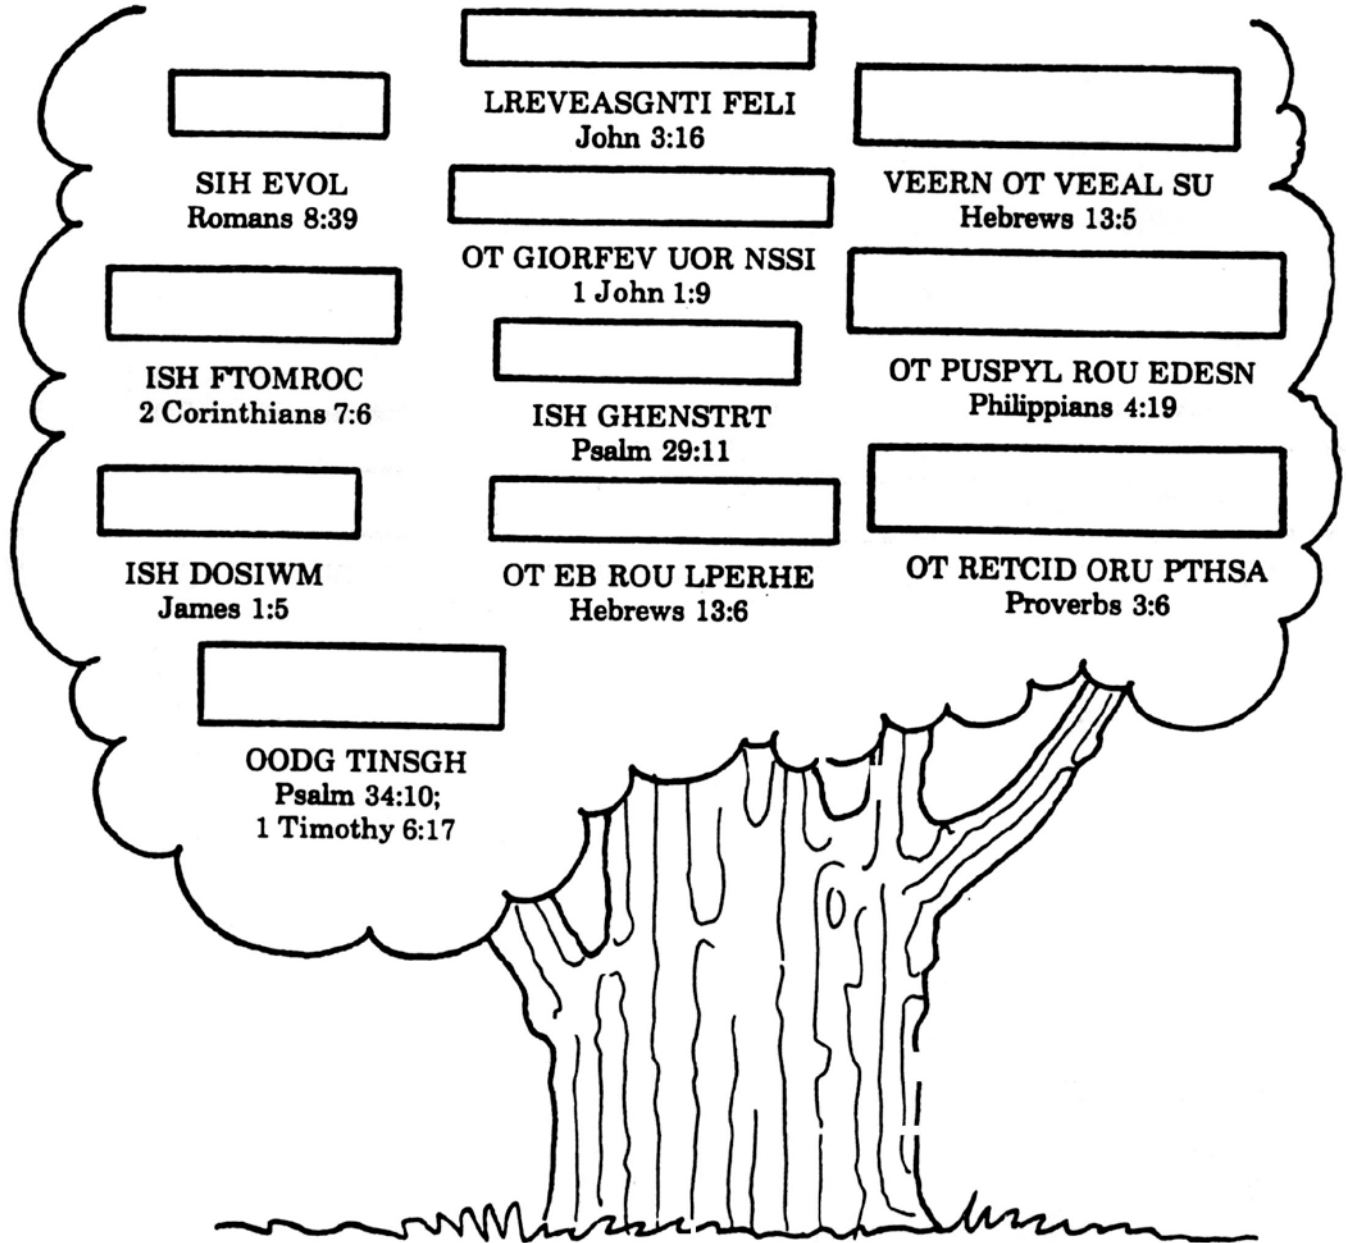 LREVEASGNTI FELI
John 3:16
SIH EVOL
Romans 8:39
VEERN OT VEEAL SU
Hebrews 13:5
OT GIORFEV UOR NSSI
1 John 1:9
ISH FTOMROC
2 Corinthians 7:6
OT PUSPYL ROU EDESN
Philippians 4:19
ISH GHENSTRT
Psalm 29:11
ISH DOSIWM
James 1:5
OT EB ROU LPERHE
Hebrews 13:6
OT RETCID ORU PTHSA
Proverbs 3:6
OODG TINSGH
Psalm 34:10;
1 Timothy 6:17